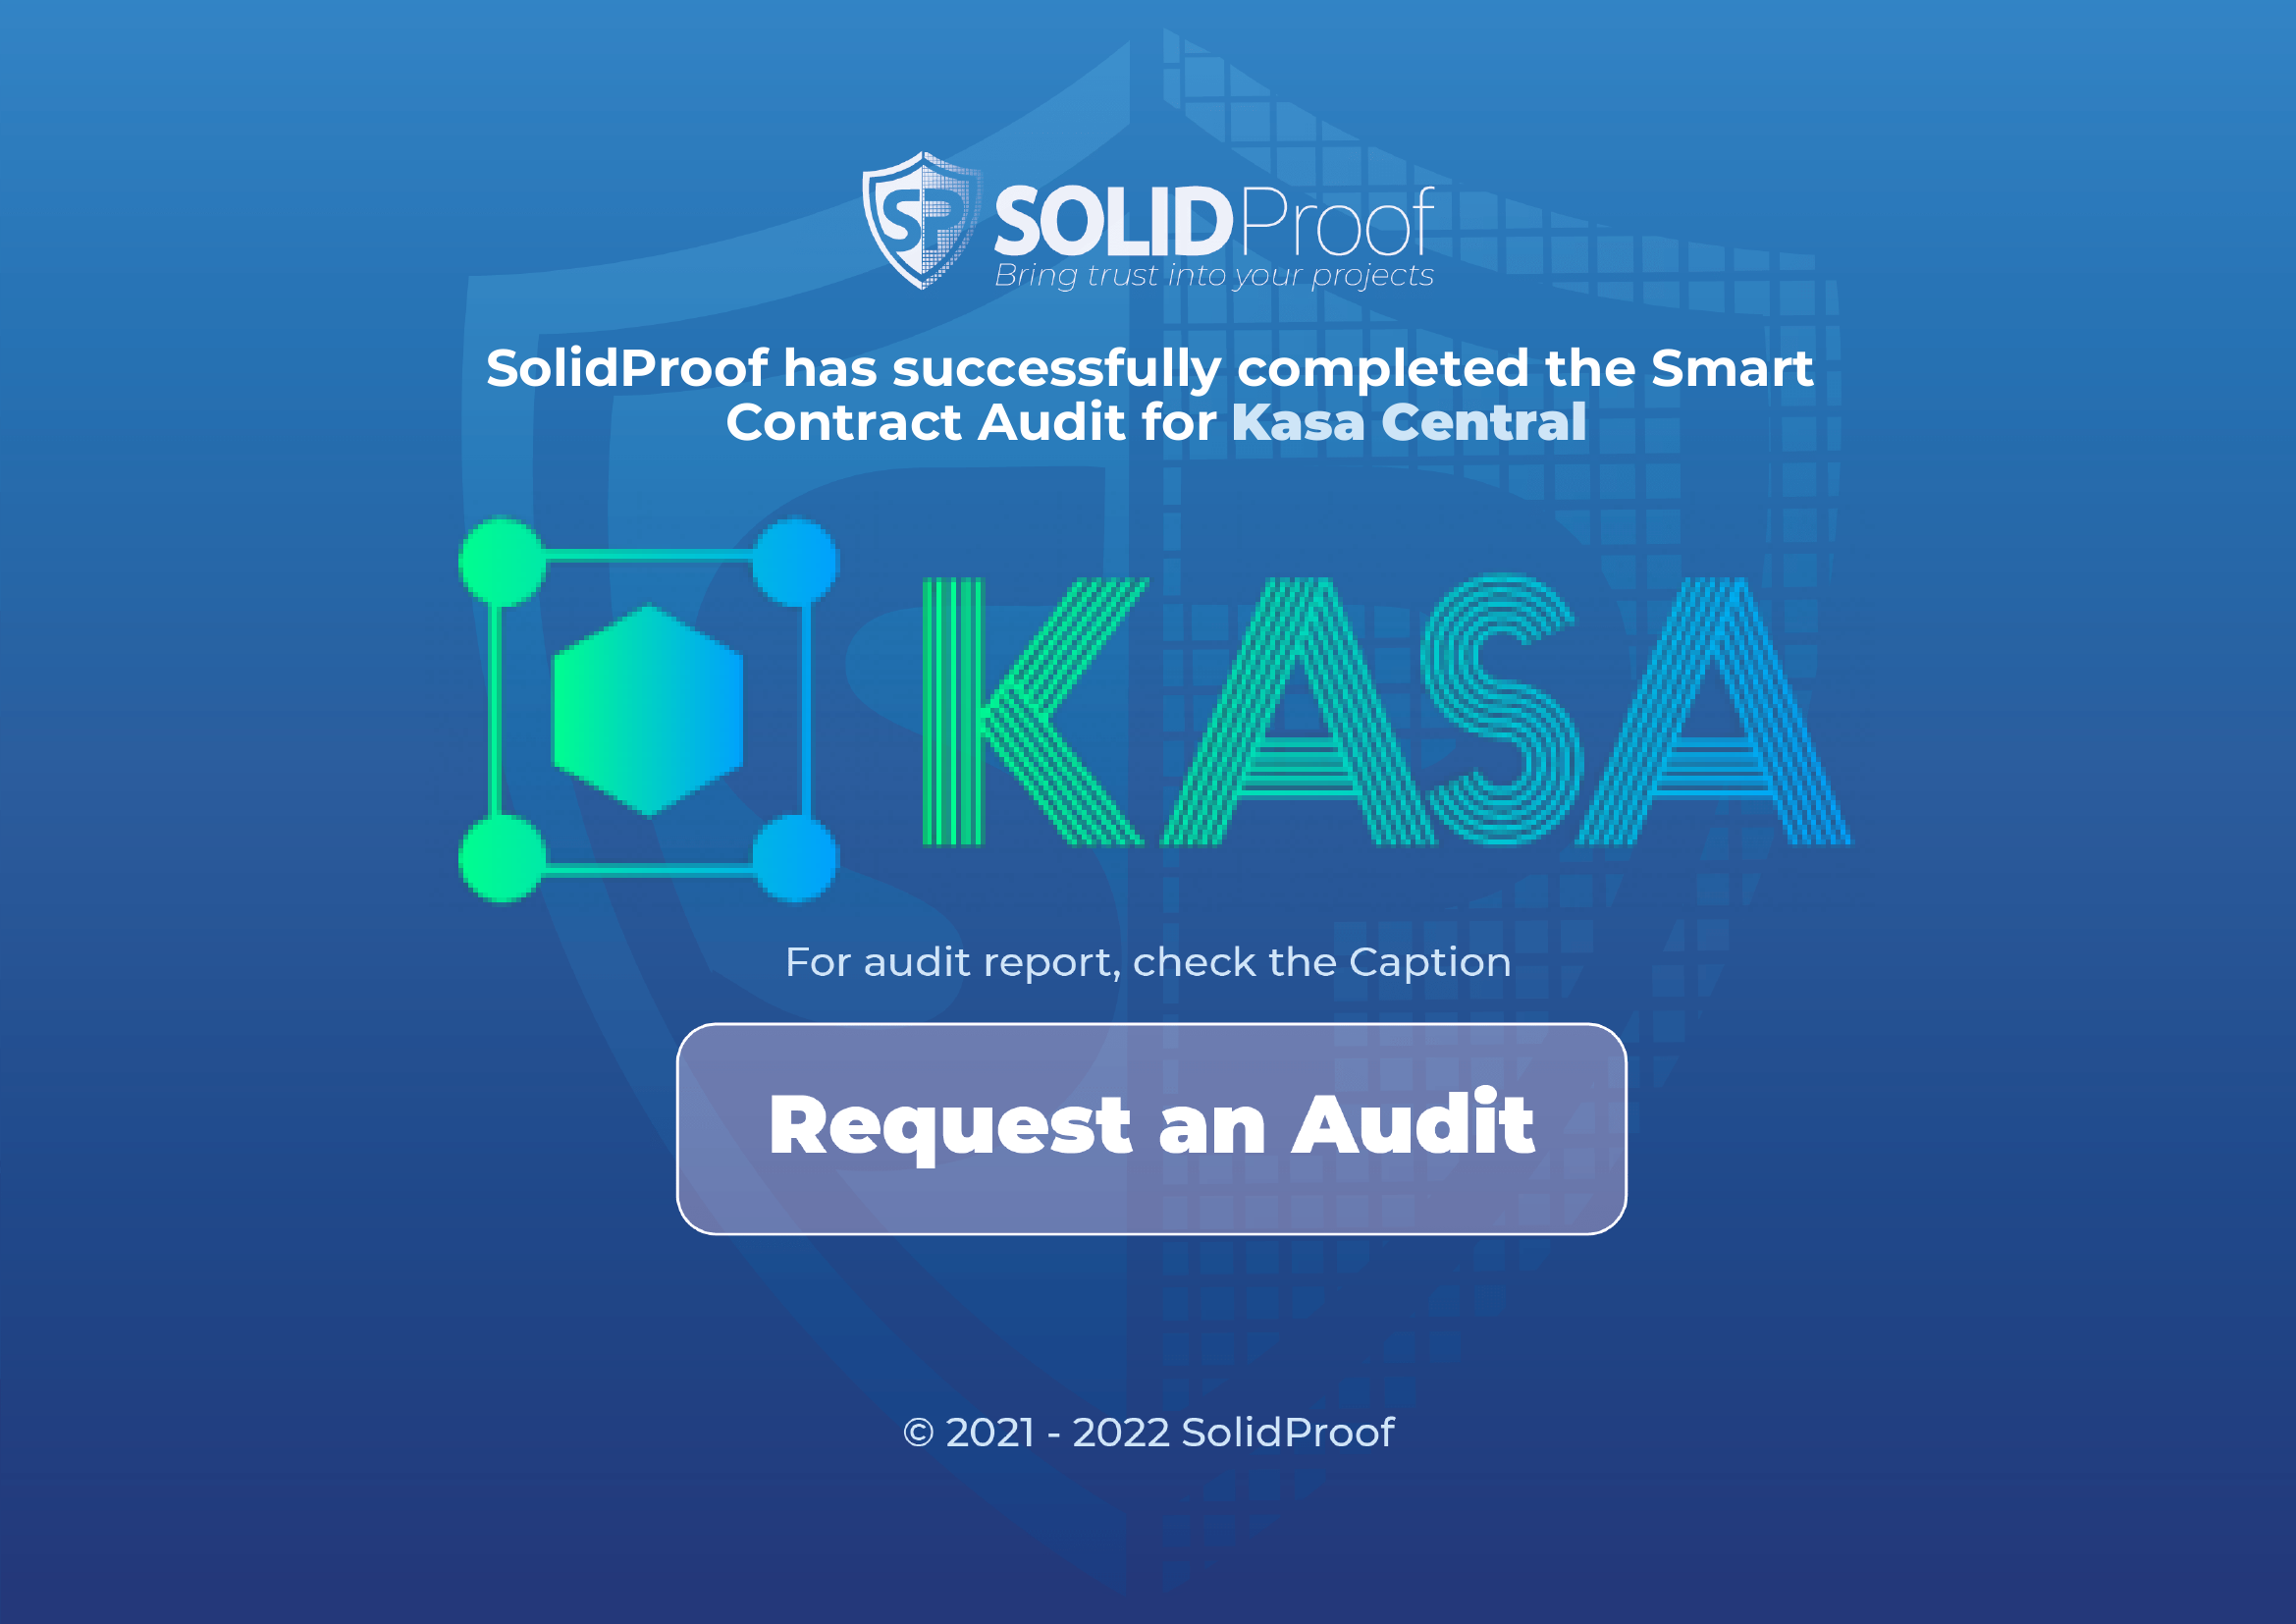 SP SOLIDProof
Bring trust into your projects
SolidProof has successfully completed the Smart
Contract Audit for Kasa Central
KASA
For audit report, check the Caption
Request an Audit
© 2021 - 2022 SolidProof